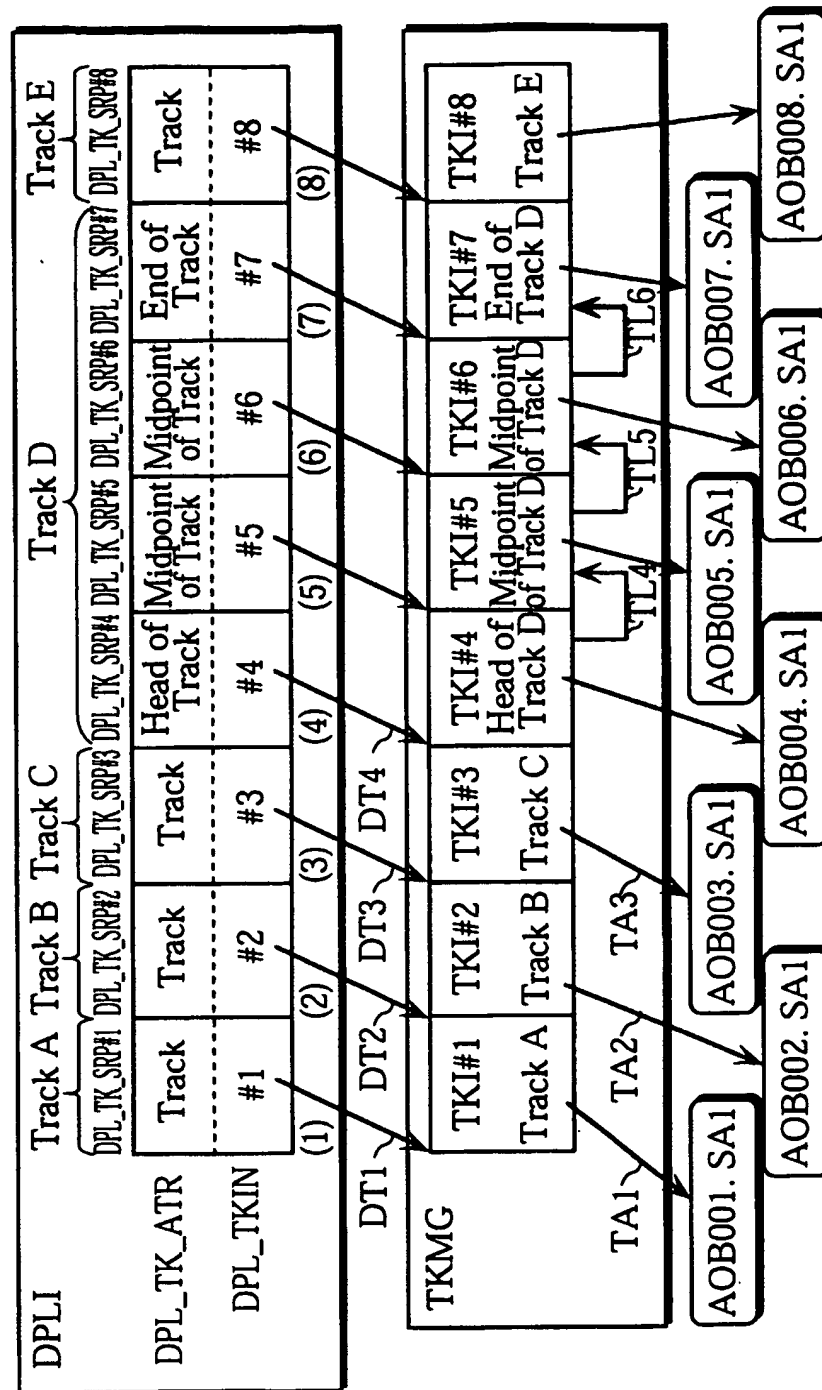 DPLI
Track A
Track B
Track C
Track D
Track E
DPL_TK_SRP#1
DPL_TK_SRP#2
DPL_TK_SRP#3
DPL_TK_SRP#4
DPL_TK_SRP#5
DPL_TK_SRP#6
DPL_TK_SRP#7
DPL_TK_SRP#8
DPL_TK_ATR
Track
Track
Track
Head of
Track
Midpoint
of Track
Midpoint
of Track
End of
Track
Track
DPL_TKIN
#1
#2
#3
#4
#5
#6
#7
#8
(1)
(2)
(3)
(4)
(5)
(6)
(7)
(8)
DT1
DT2
DT3
DT4
TKMG
TKI#1
Track A
TKI#2
Track B
TKI#3
Track C
TKI#4
Head of
Track D
TKI#5
Midpoint
of Track D
TKI#6
Midpoint
of Track D
TKI#7
End of
Track D
TKI#8
Track E
TL4
TL5
TL6
TA1
TA2
TA3
AOB001. SA1
AOB003. SA1
AOB005. SA1
AOB007. SA1
AOB002. SA1
AOB004. SA1
AOB006. SA1
AOB008. SA1